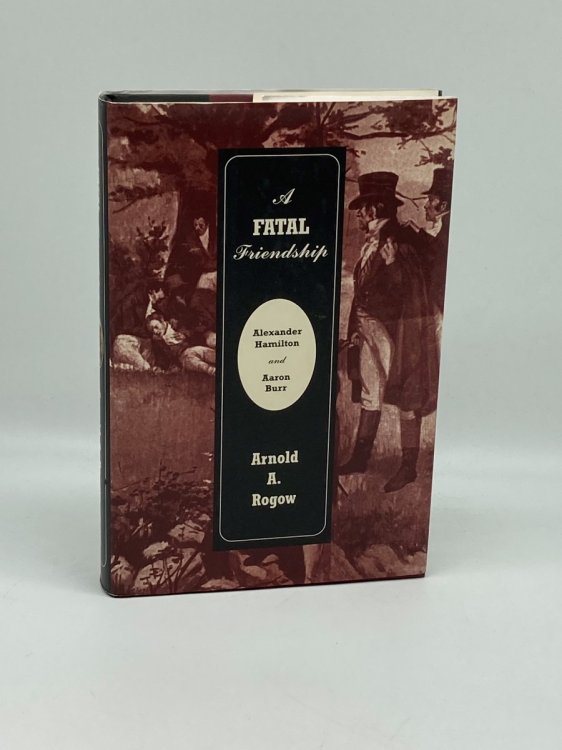 A
FATAL
Friendship
Alexander
Hamilton
and
Aaron
Burr
Arnold
A.
Rogow